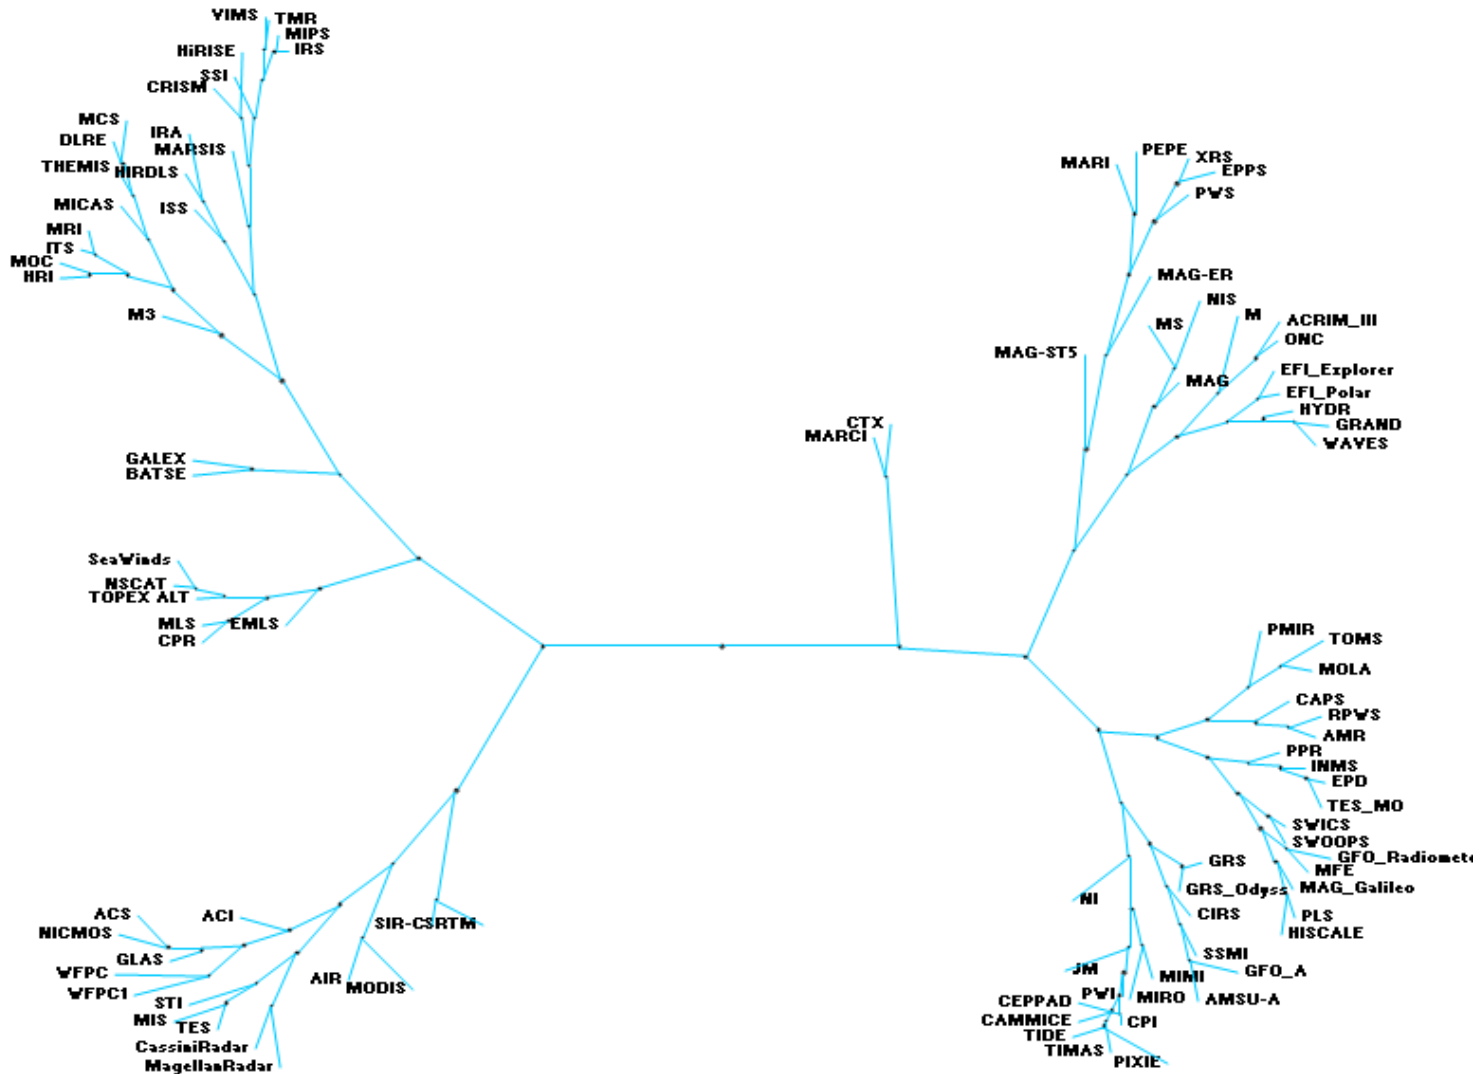 VIMS
TMR
MIPS
IRS
HiRISE
SSI
CRISM
MCS
IRA
DLRE
MARSIS
THEMIS
HIRDLS
MICAS
ISS
MRI
ITS
MOC
HRI
M3
GALEX
BATSE
SeaWinds
NSCAT
TOPEX ALT
MLS
EMLS
CPR
ACS
ACI
NICMOS
GLAS
WFPC
WFPC1
STI
MIS
TES
CassiniRadar
MagellanRadar
AIR
MODIS
SIR-CSRTM
CTX
MARCI
PEPE
XRS
MARI
EPPS
PWS
MAG-ER
NIS
MS
M
ACRIM_III
ONC
MAG-ST5
MAG
EFI_Explorer
EFI_Polar
HYDR
GRAND
WAVES
PMIR
TOMS
MOLA
CAPS
RPWS
AMR
PPR
INMS
EPD
TES_MO
SWICS
SWOOPS
GFO_Radiomete
MFE
MAG_Galileo
PLS
HISCALE
GRS
GRS_Odyss
NI
CIRS
SSMI
GFO_A
AMSU-A
JM
MIMI
MIRO
PWI
CEPPAD
CPI
CAMMICE
TIDE
TIMAS
PIXIE